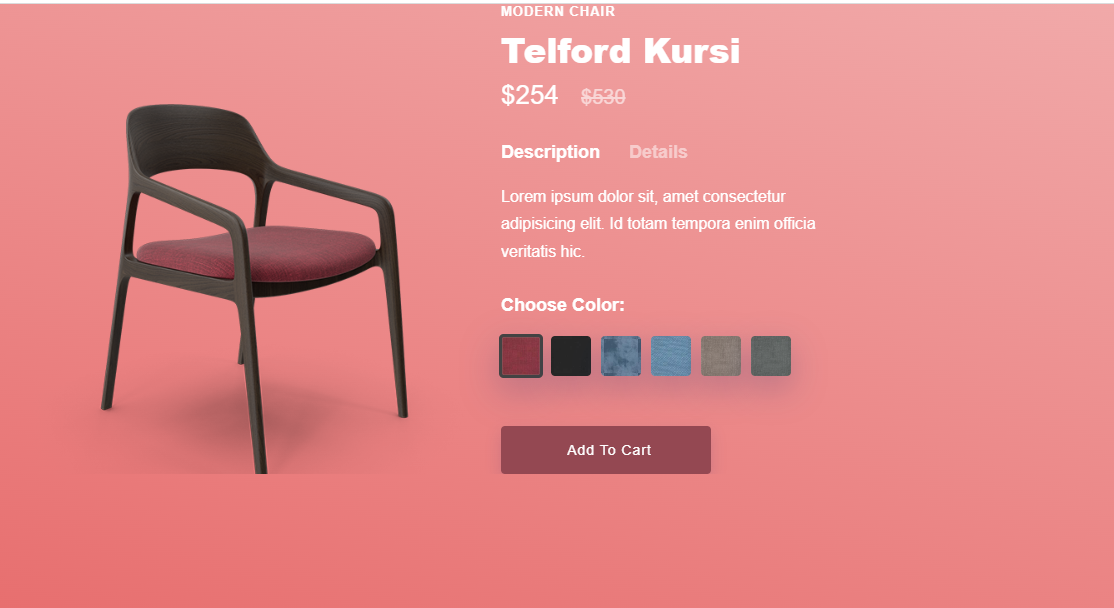 MODERN CHAIR
Telford Kursi
$254 $530
Description Details
Lorem ipsum dolor sit, amet consectetur
adipisicing elit. Id totam tempora enim officia
veritatis hic.
Choose Color:
Add To Cart